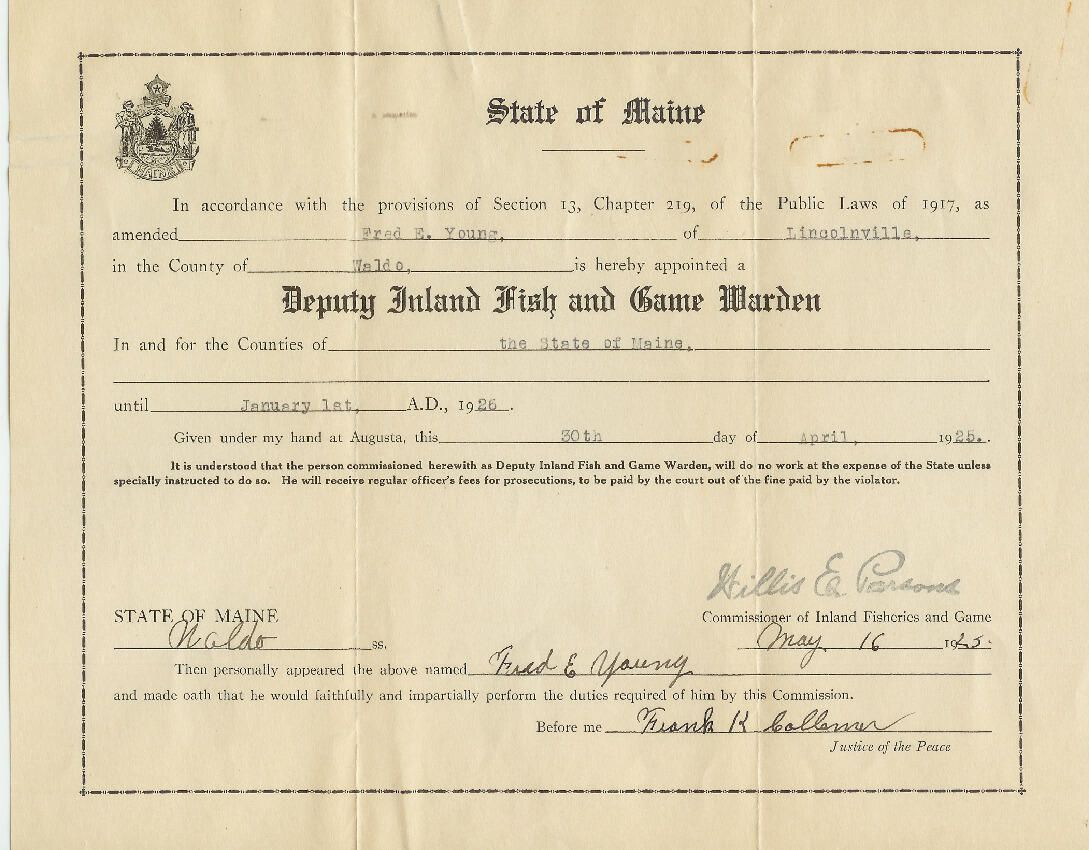 State of Maine
MAINE
In accordance with the provisions of Section 13, Chapter 219, of the Public Laws of 1917, as
amended Fred E. Young, of Lincolnville,
in the County of Waldo, is hereby appointed a
Deputy Inland Fish and Game Warden
In and for the Counties of the State of Maine,
until January 1st, A.D., 1926.
Given under my hand at Augusta, this 30th day of April, 1925..
It is understood that the person commissioned herewith as Deputy Inland Fish and Game Warden, will do no work at the expense of the State unless
specially instructed to do so. He will receive regular officer's fees for prosecutions, to be paid by the court out of the fine paid by the violator.
Willis E. Parsons
STATE OF MAINE Commissioner of Inland Fisheries and Game
Waldo ss. May 16 1925.
Then personally appeared the above named Fred E Young
and made oath that he would faithfully and impartially perform the duties required of him by this Commission.
Before me Frank K
Justice of the Peace